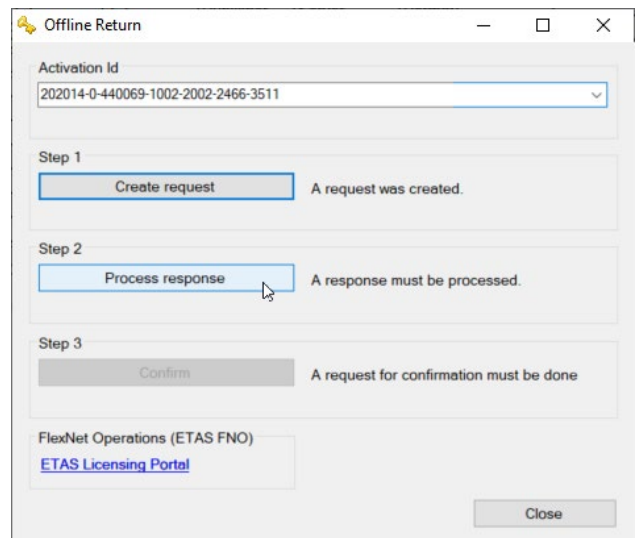 Offline Return
Activation Id
202014-0-440069-1002-2002-2466-3511
Step 1
Create request
A request was created.
Step 2
Process response
A response must be processed.
Step 3
Confirm
A request for confirmation must be done
FlexNet Operations (ETAS FNO)
ETAS Licensing Portal
Close